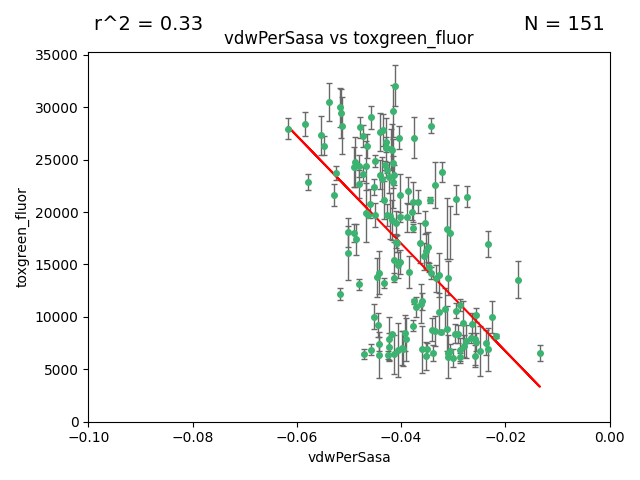 r^2 = 0.33 N = 151
vdwPerSasa vs toxgreen_fluor
35000
30000
25000
20000
15000
10000
5000
0
toxgreen_fluor
−0.10 −0.08 −0.06 −0.04 −0.02 0.00
vdwPerSasa